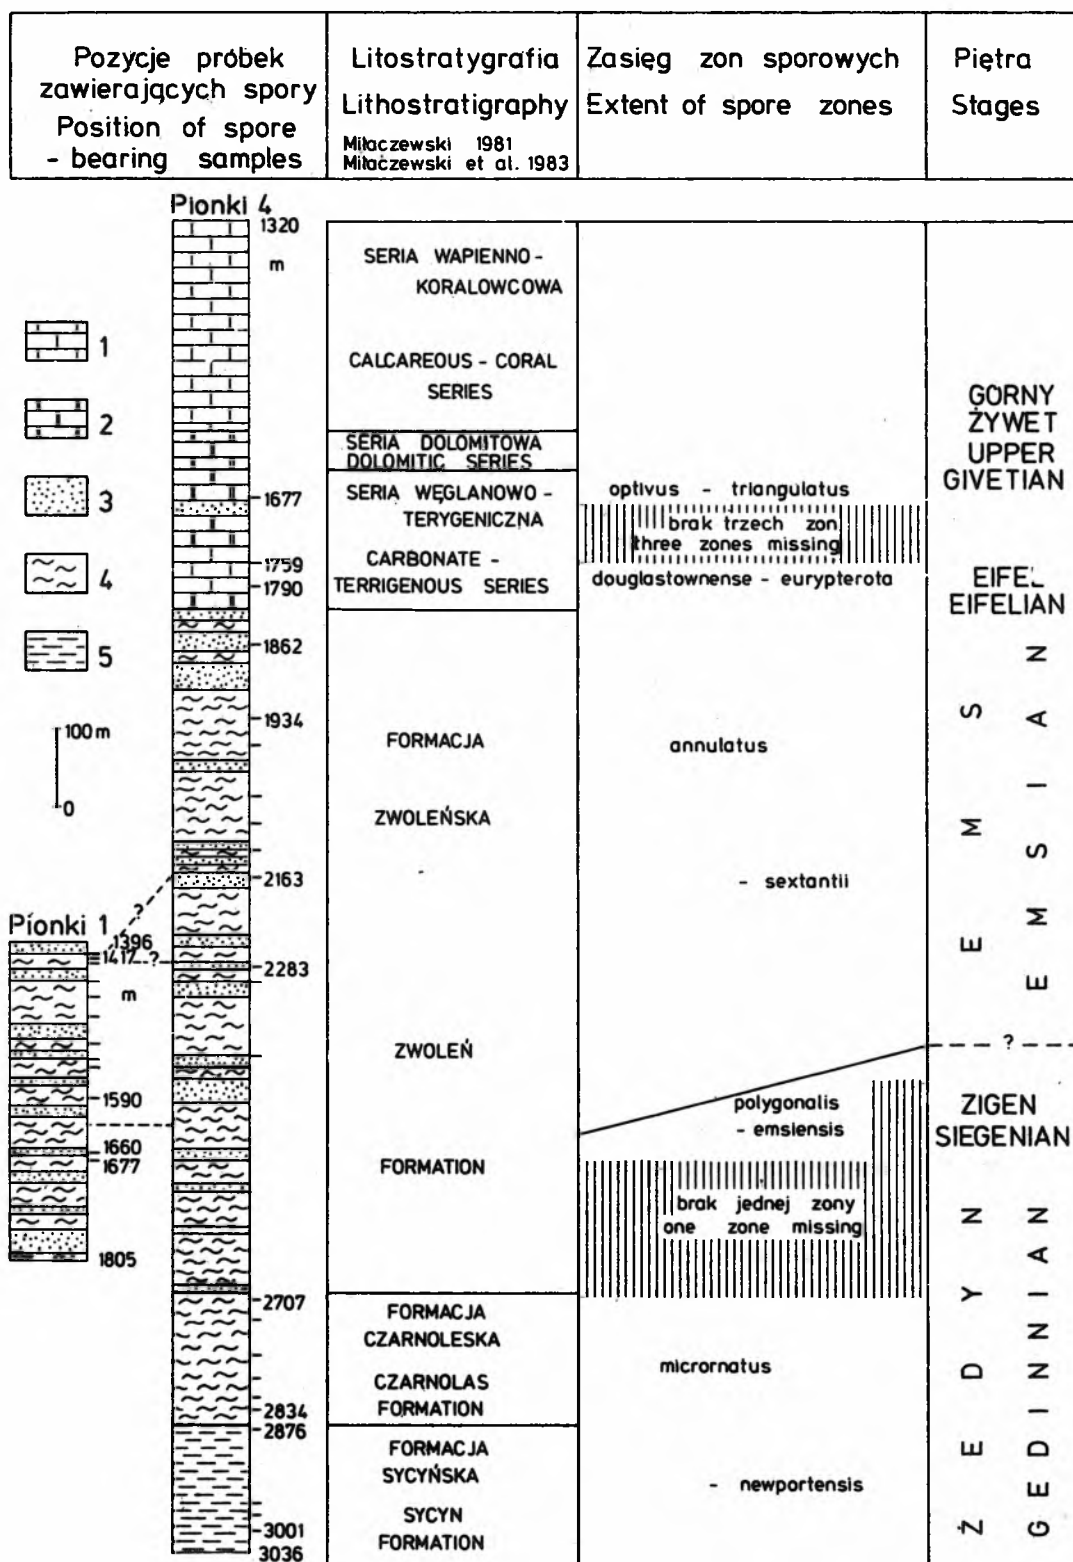 Pozycje próbek
zawierających spory
Position of spore
- bearing samples
Litostratygrafia
Lithostratigraphy
Miłaczewski 1981
Miłaczewski et al. 1983
Zasięg zon sporowych
Extent of spore zones
Piętra
Stages
Pionki 4
1320
m
1677
1759
1790
1862
1934
2163
2283
2707
2834
2876
3001
3036
1
2
3
4
5
100 m
0
?
?
Pionki 1
1396
1417
m
1590
1660
1677
1805
SERIA WAPIENNO -
KORALOWCOWA
CALCAREOUS - CORAL
SERIES
SERIA DOLOMITOWA
DOLOMITIC SERIES
SERIA WĘGLANOWO -
TERYGENICZNA
CARBONATE -
TERRIGENOUS SERIES
FORMACJA
ZWOLEŃSKA
ZWOLEŃ
FORMATION
FORMACJA
CZARNOLESKA
CZARNOLAS
FORMATION
FORMACJA
SYCYŃSKA
SYCYN
FORMATION
optivus - triangulatus
brak trzech zon
three zones missing
douglastownense - eurypterota
annulatus
- sextantii
polygonalis
- emsiensis
brak jednej zony
one zone missing
micrornatus
- newportensis
GÓRNY
ŻYWET
UPPER
GIVETIAN
EIFEL
EIFELIAN
EMS
EMSIAN
?
ZIGEN
SIEGENIAN
ŻEDYN
GEDINNIAN